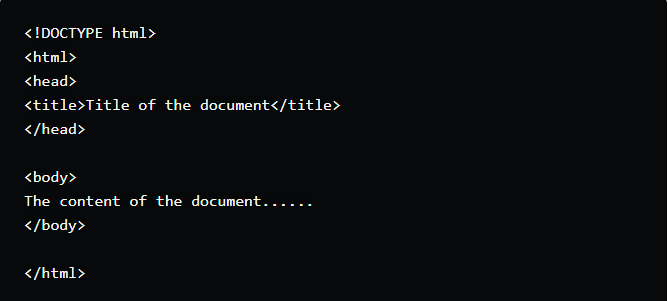 <!DOCTYPE html>
<html>
<head>
<title>Title of the document</title>
</head>
<body>
The content of the document......
</body>
</html>